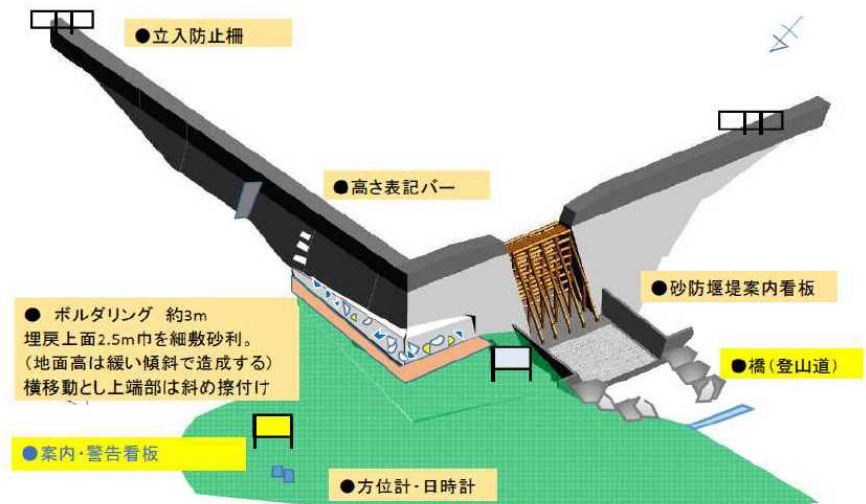 ●立入防止柵
●高さ表記バー
●砂防堰堤案内看板
● ボルダリング 約3m
埋戻上面2.5m巾を細敷砂利。
(地面高は緩い傾斜で造成する)
横移動とし上端部は斜め擦付け
●橋(登山道)
●案内・警告看板
●方位計・日時計